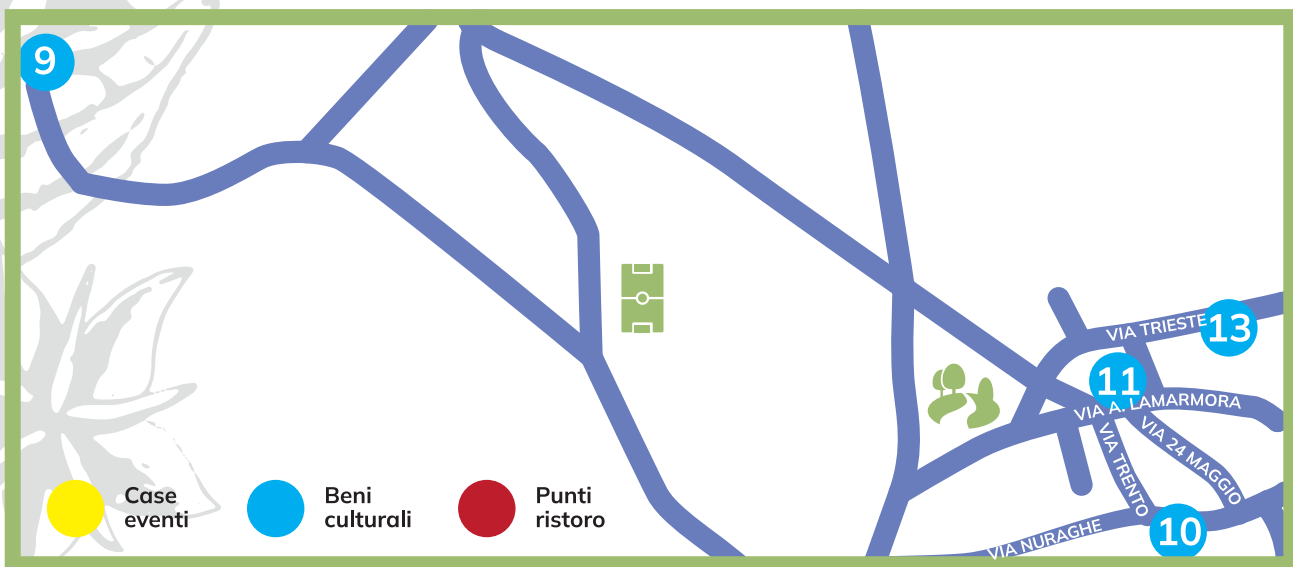 9
VIA TRIESTE
13
11
VIA A. LAMARMORA
VIA TRENTO
VIA 24 MAGGIO
VIA NURAGHE
10
Case
eventi
Beni
culturali
Punti
ristoro